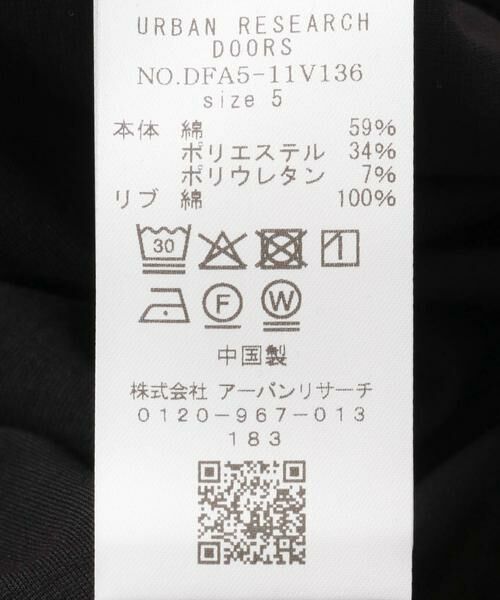 URBAN RESEARCH
DOORS
NO.DFA5-11V136
size 5
本体 綿 59%
ポリエステル 34%
ポリウレタン 7%
リブ 綿 100%
30
F W
中国製
株式会社 アーバンリサーチ
0120-967-013
183